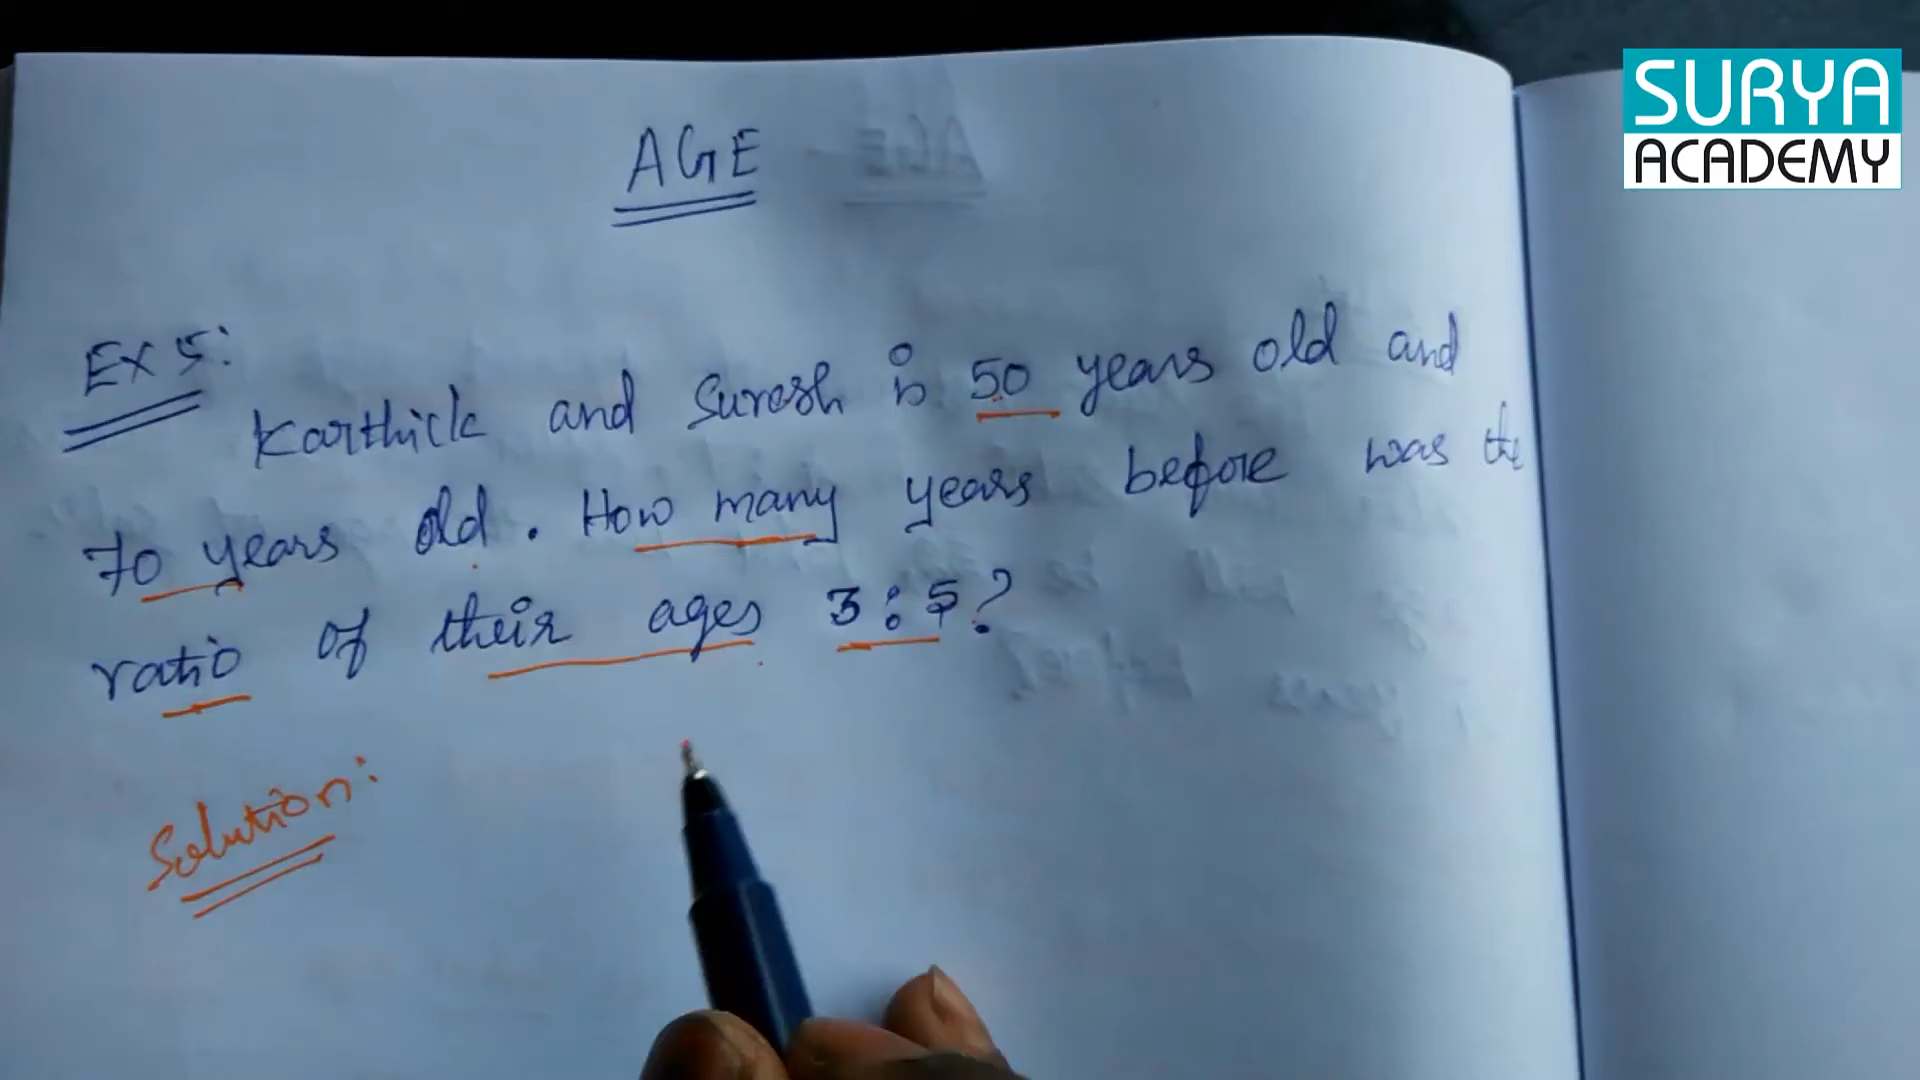 SURYA
ACADEMY
AGE
EX 5:
Karthick and Suresh is 50 years old and
70 years old. How many years before was the
ratio of their ages 3:5?
Solution: